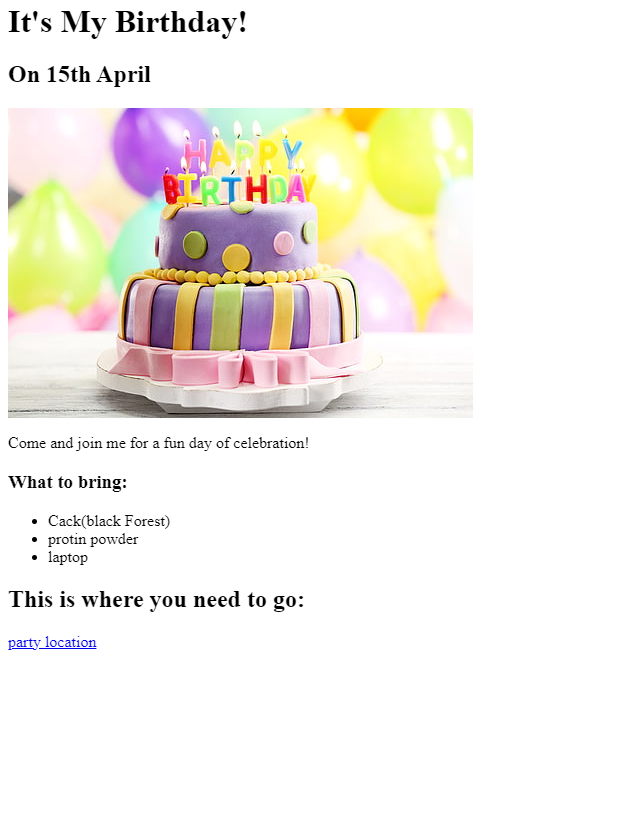 It's My Birthday!
On 15th April
HAPPY
BIRTHDAY
Come and join me for a fun day of celebration!
What to bring:
Cack(black Forest)
protin powder
laptop
This is where you need to go:
party location